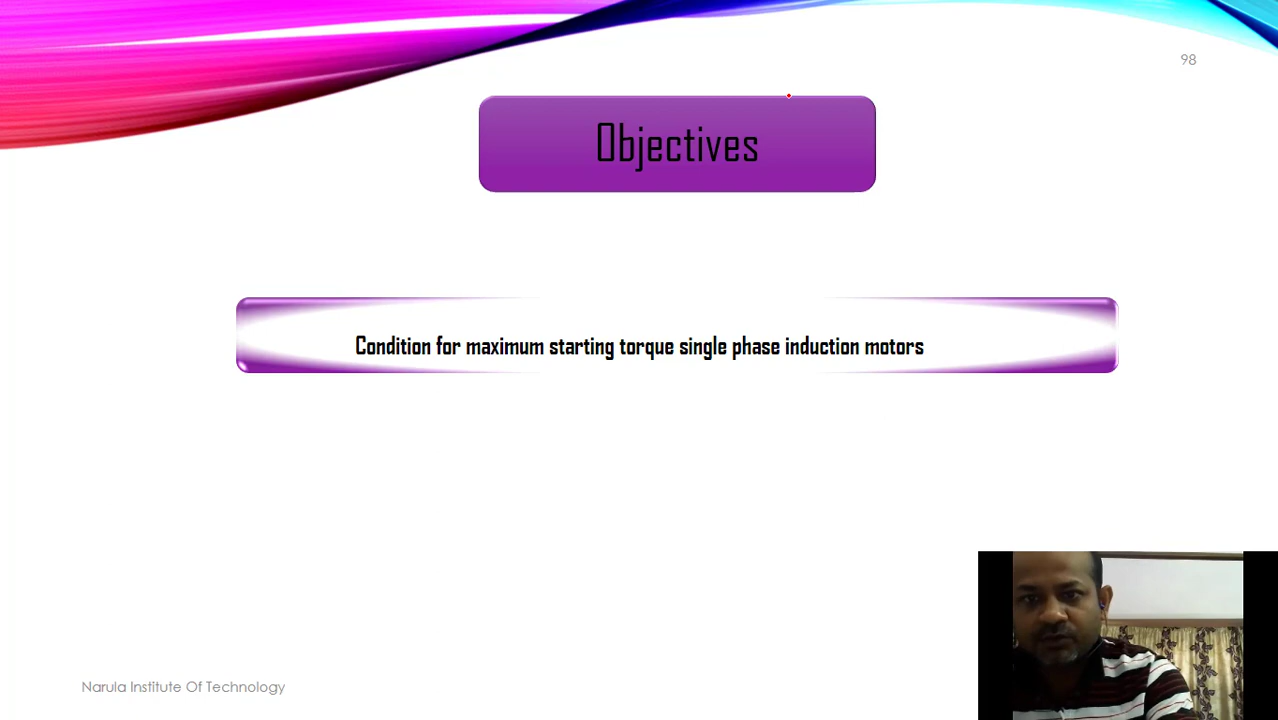 98
Objectives
Condition for maximum starting torque single phase induction motors
Narula Institute Of Technology